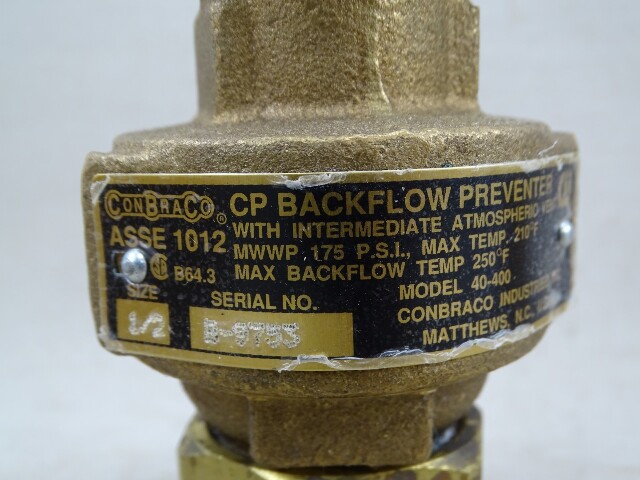 CONBRACO® CP BACKFLOW PREVENTER
WITH INTERMEDIATE ATMOSPHERIC
ASSE 1012 MWWP 175 P.S.I., MAX TEMP. 210°F
B64.3 MAX BACKFLOW TEMP 250°F
MODEL 40-400
SIZE SERIAL NO. CONBRACO
1/2 MATTHEWS, N.C.